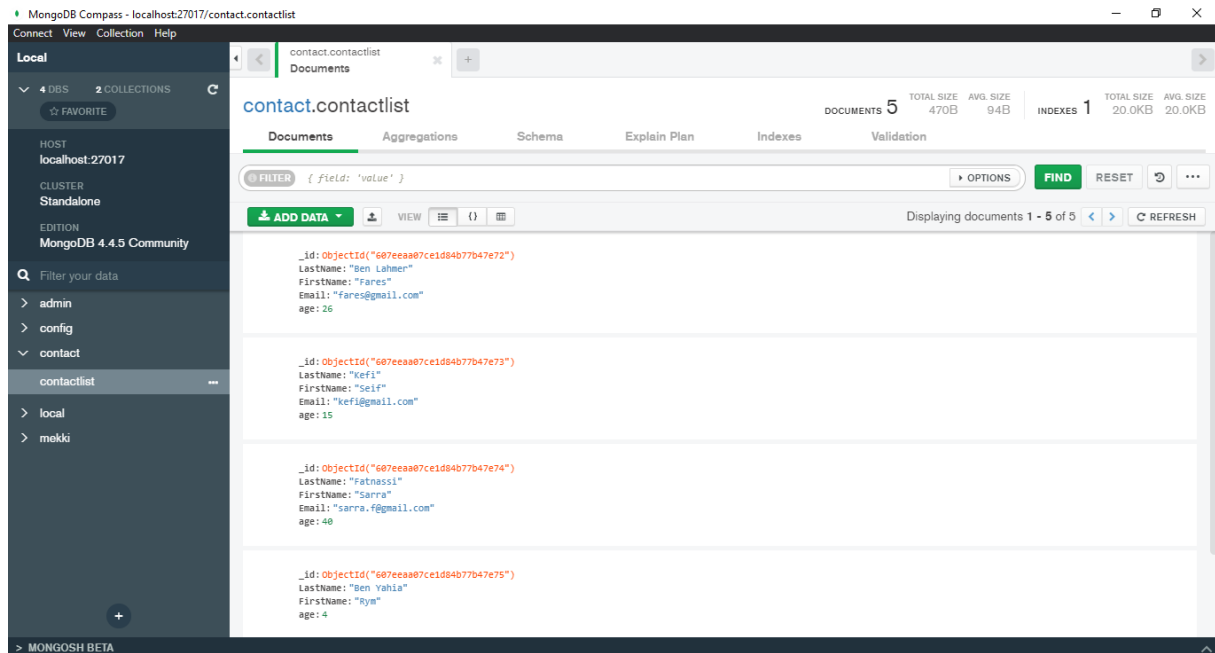 MongoDB Compass - localhost:27017/contact.contactlist
Connect View Collection Help
Local
4 DBS 2 COLLECTIONS
FAVORITE
HOST
localhost:27017
CLUSTER
Standalone
EDITION
MongoDB 4.4.5 Community
Filter your data
admin
config
contact
contactlist
local
mekki
> MONGOSH BETA
contact.contactlist
Documents
contact.contactlist
DOCUMENTS 5 TOTAL SIZE 470B AVG. SIZE 94B INDEXES 1 TOTAL SIZE 20.0KB AVG. SIZE 20.0KB
Documents Aggregations Schema Explain Plan Indexes Validation
FILTER { field: 'value' } OPTIONS FIND RESET
ADD DATA VIEW {} Displaying documents 1 - 5 of 5 REFRESH
_id: ObjectId("607eeaa07ce1d84b77b47e72")
LastName: "Ben Lahmer"
FirstName: "Fares"
Email: "fares@gmail.com"
age: 26
_id: ObjectId("607eeaa07ce1d84b77b47e73")
LastName: "Kefi"
FirstName: "Seif"
Email: "kefi@gmail.com"
age: 15
_id: ObjectId("607eeaa07ce1d84b77b47e74")
LastName: "Fatnassi"
FirstName: "Sarra"
Email: "sarra.f@gmail.com"
age: 40
_id: ObjectId("607eeaa07ce1d84b77b47e75")
LastName: "Ben Yahia"
FirstName: "Rym"
age: 4